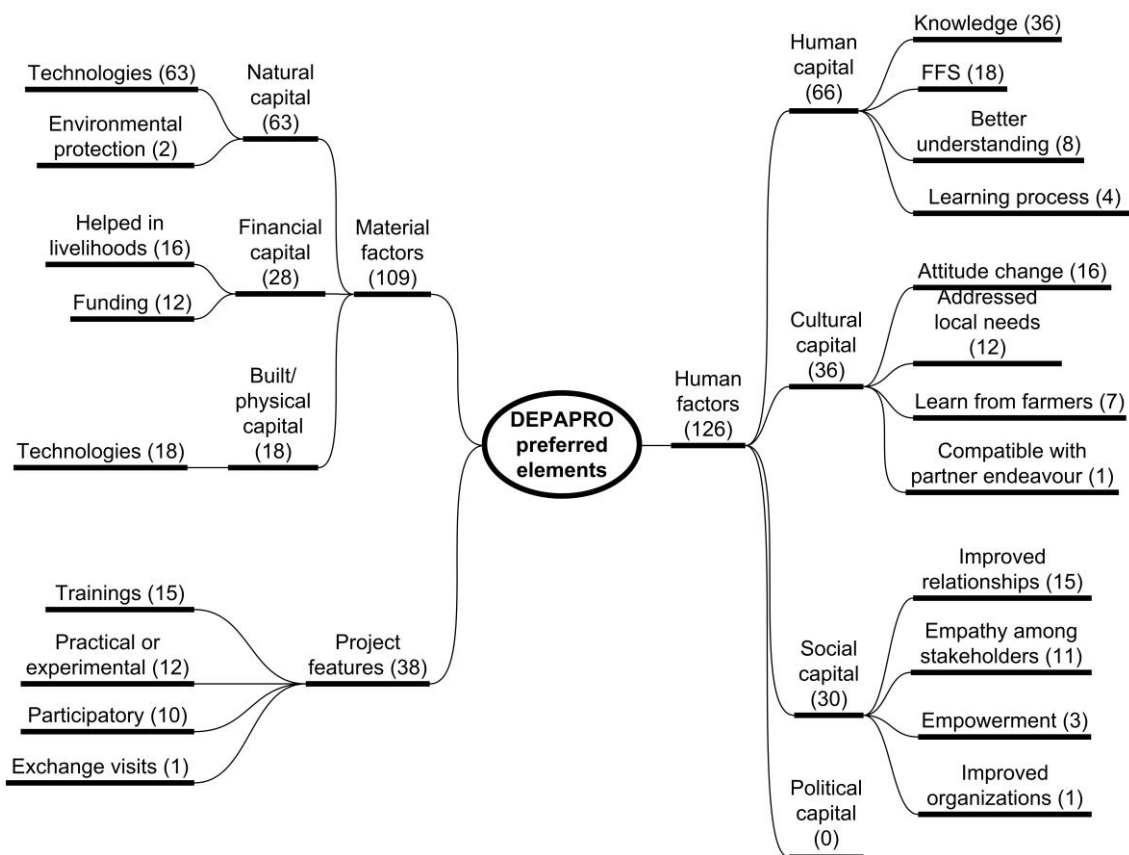 Technologies (63)
Environmental
protection (2)
Natural
capital
(63)
Helped in
livelihoods (16)
Funding (12)
Financial
capital
(28)
Technologies (18)
Built/
physical
capital
(18)
Material
factors
(109)
Trainings (15)
Practical or
experimental (12)
Participatory (10)
Exchange visits (1)
Project
features (38)
DEPAPRO
preferred
elements
Human
factors
(126)
Human
capital
(66)
Knowledge (36)
FFS (18)
Better
understanding (8)
Learning process (4)
Cultural
capital
(36)
Attitude change (16)
Addressed
local needs
(12)
Learn from farmers (7)
Compatible with
partner endeavour (1)
Social
capital
(30)
Improved
relationships (15)
Empathy among
stakeholders (11)
Empowerment (3)
Improved
organizations (1)
Political
capital
(0)